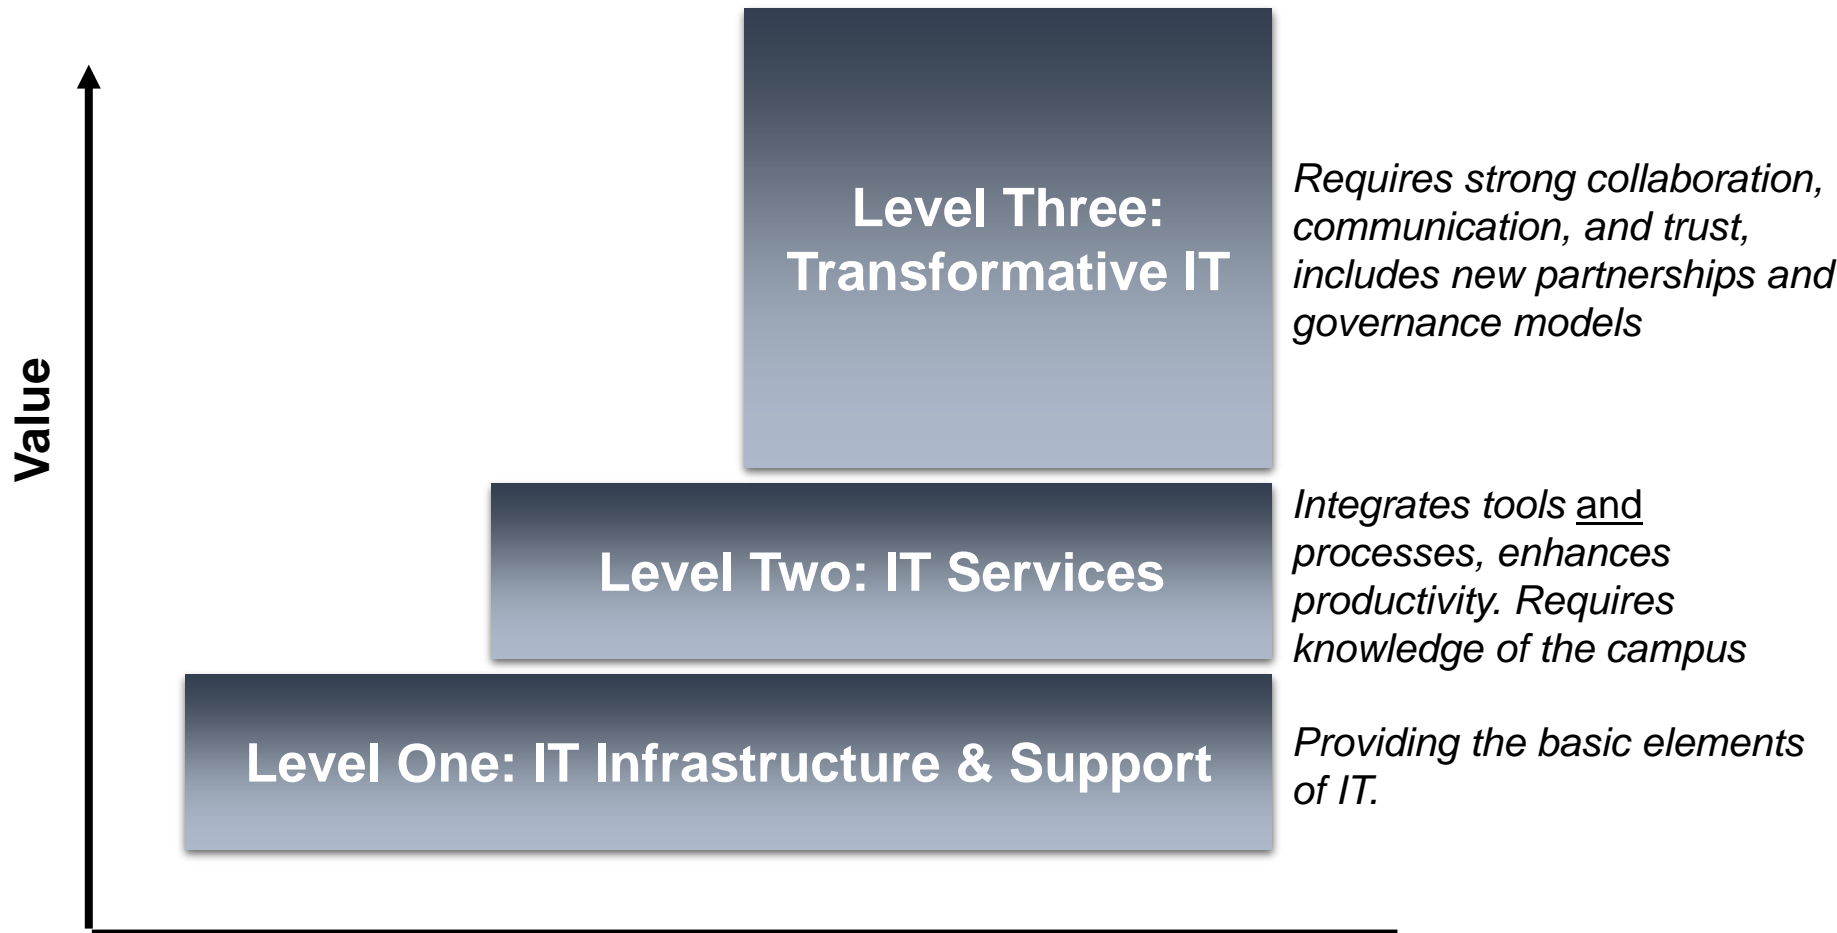 Value
Level Three:
Transformative IT
Requires strong collaboration,
communication, and trust,
includes new partnerships and
governance models
Level Two: IT Services
Integrates tools and
processes, enhances
productivity. Requires
knowledge of the campus
Level One: IT Infrastructure & Support
Providing the basic elements
of IT.